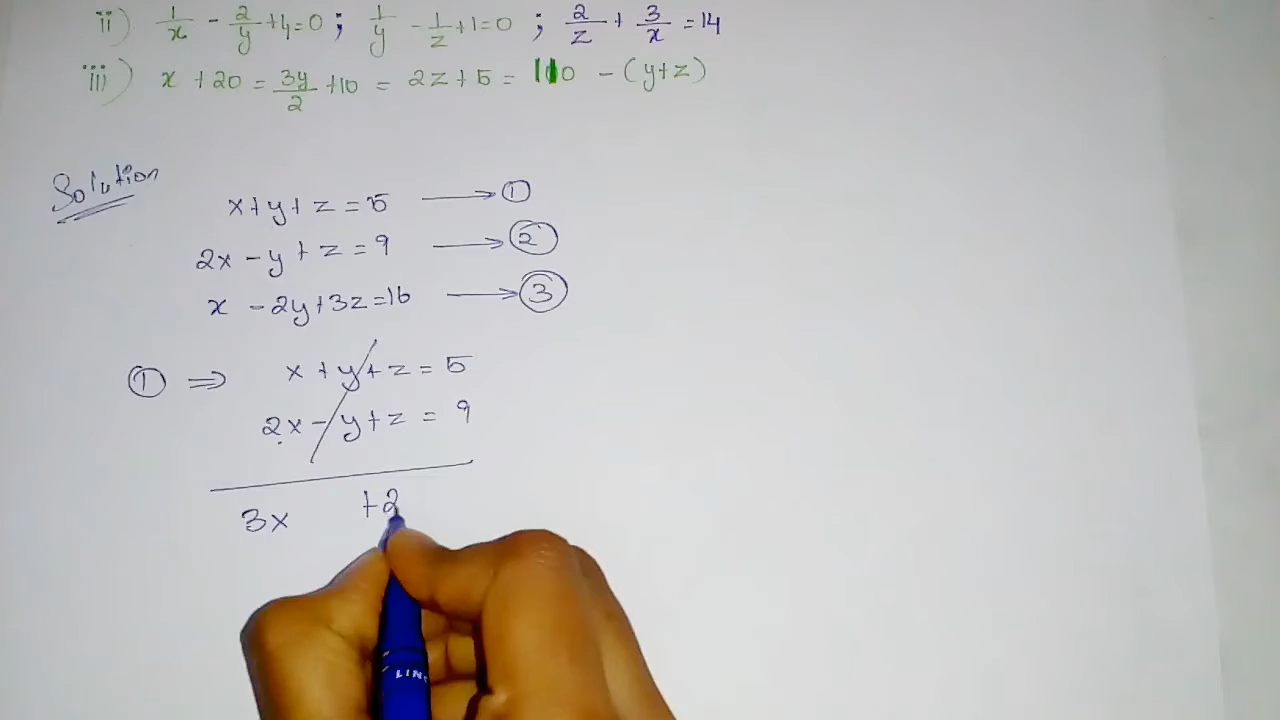 ii) 1/x - 2/y + 4 = 0 ; 1/y - 1/z + 1 = 0 ; 2/z + 3/x = 14
iii) x + 20 = 3y/2 + 10 = 2z + 5 = 110 - (y+z)
Solution
x + y + z = 5 → ①
2x - y + z = 9 → ②
x - 2y + 3z = 16 → ③
① ⇒ x + y + z = 5
2x - y + z = 9
3x + 2
LINC